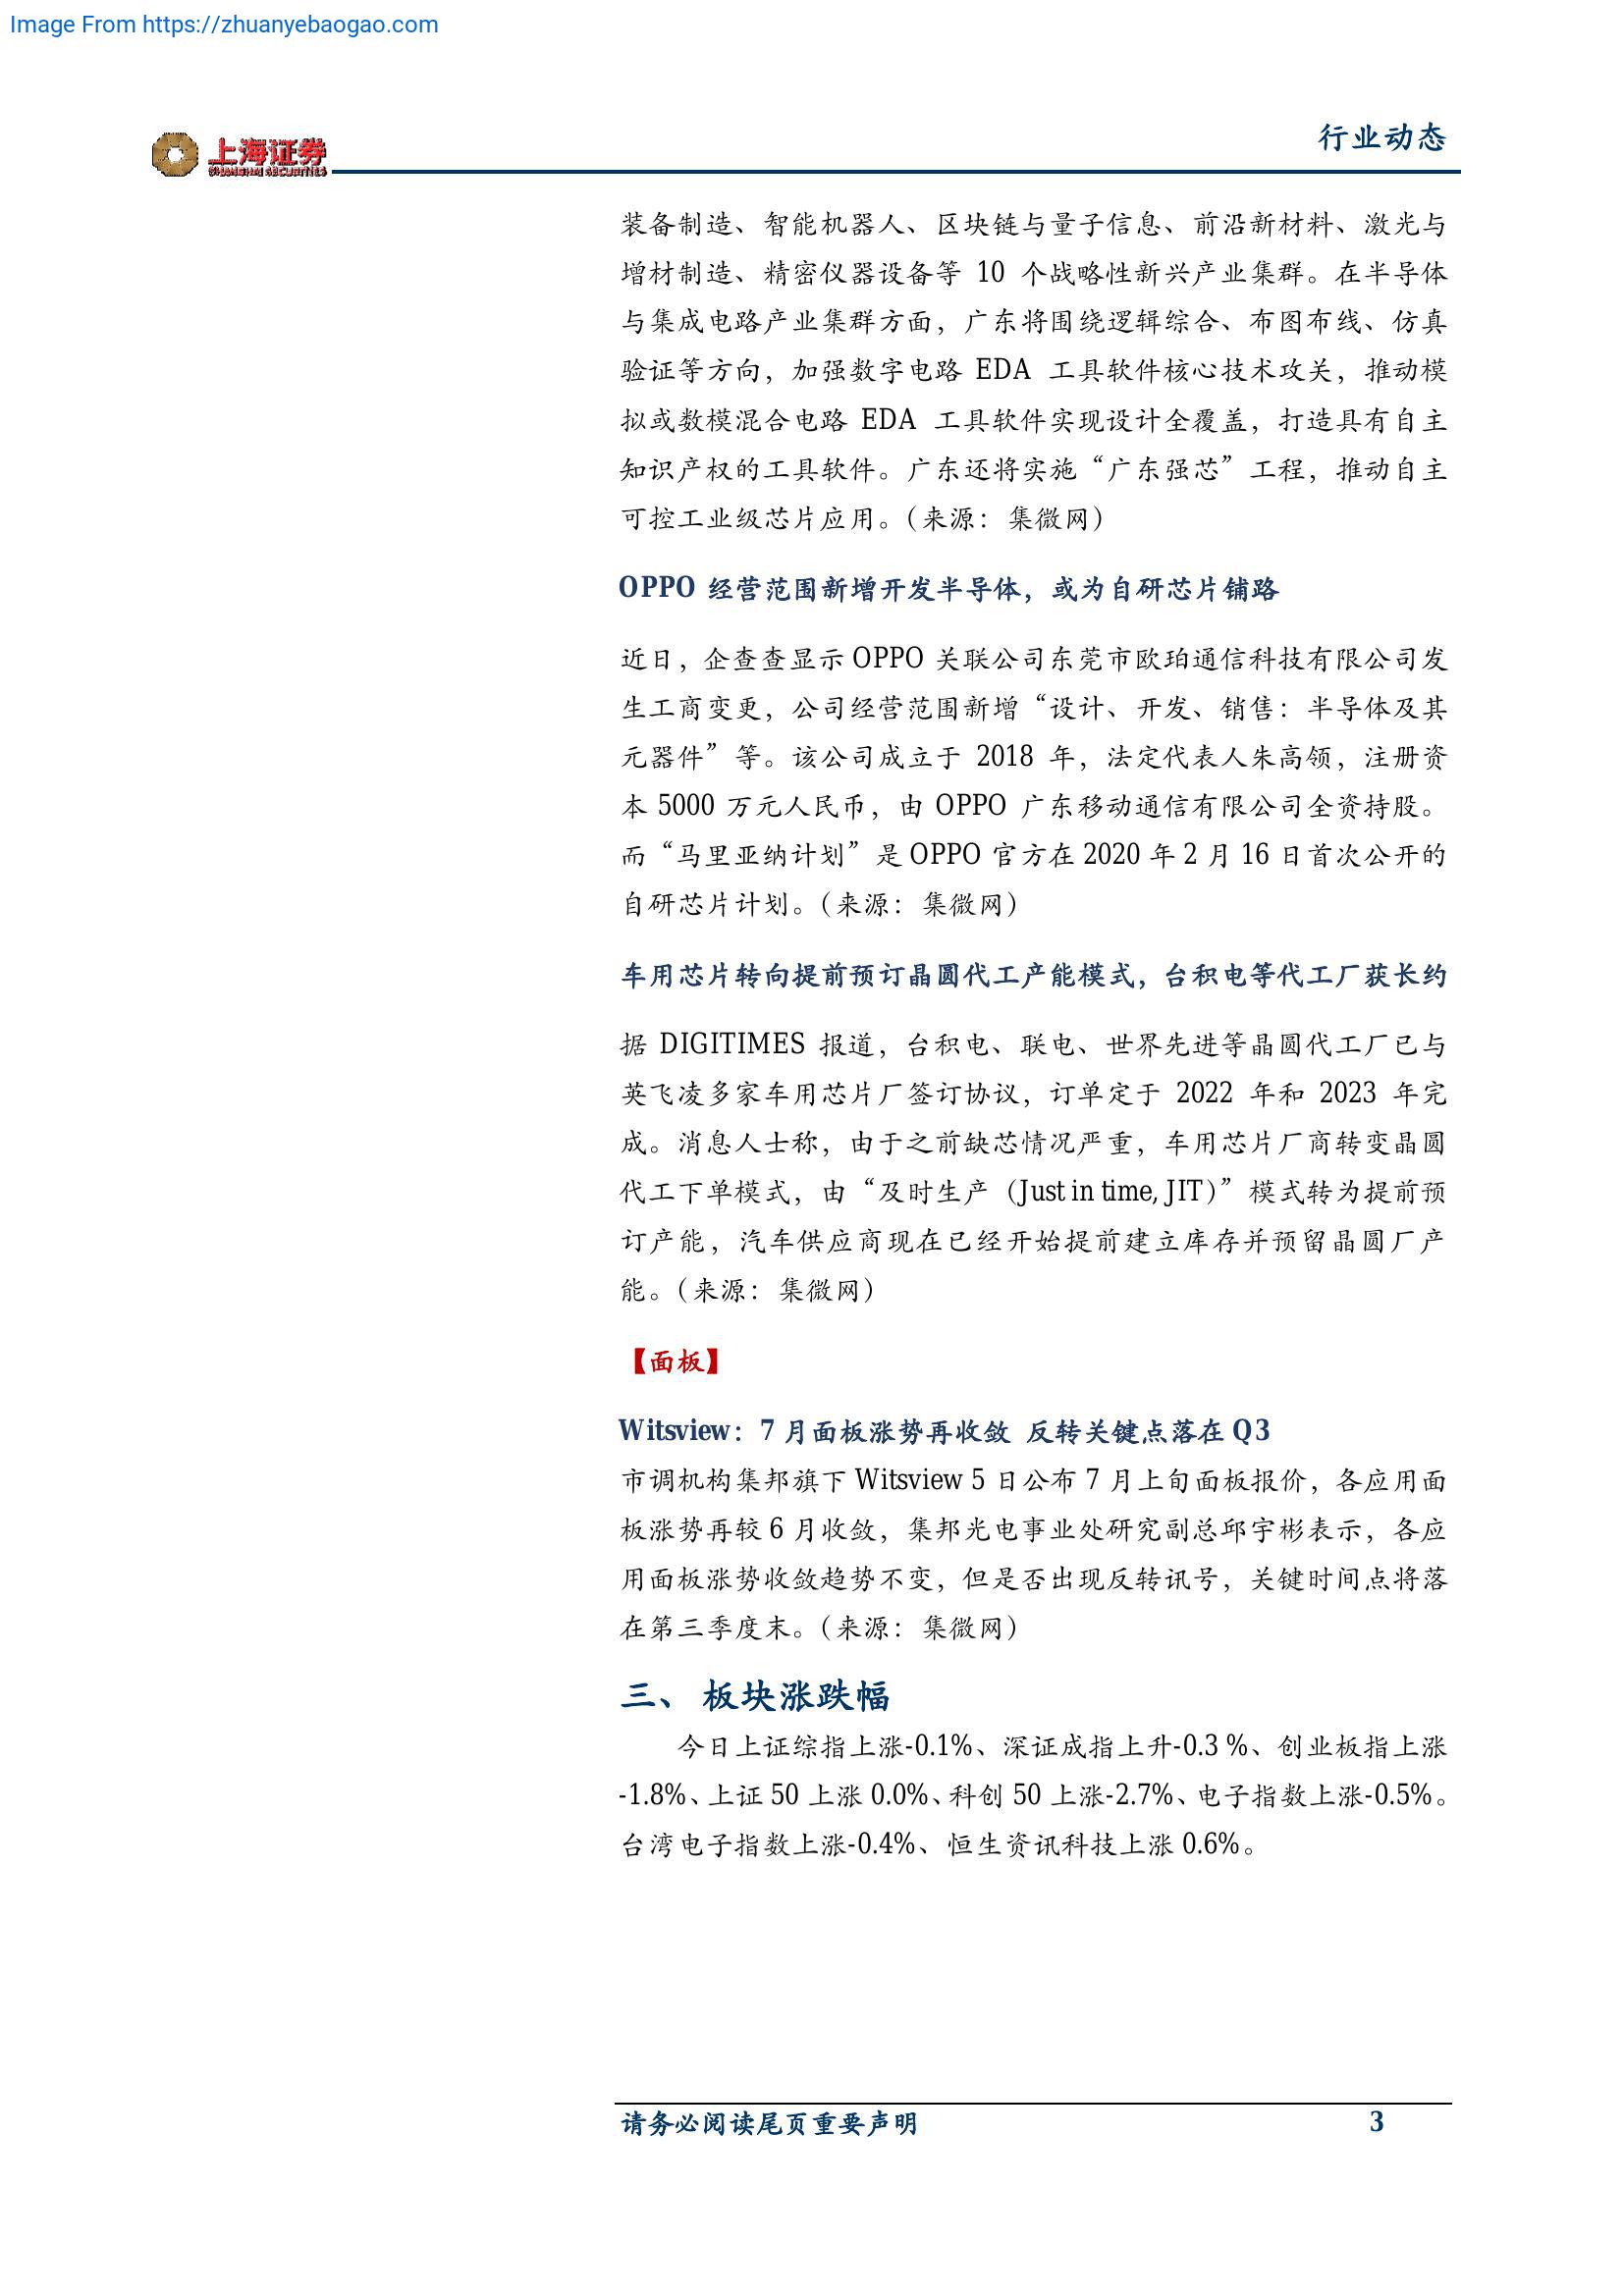 Image From https://zhuanyebaogao.com
上海证券
SHANGHAI SECURITIES
行业动态
装备制造、智能机器人、区块链与量子信息、前沿新材料、激光与
增材制造、精密仪器设备等 10 个战略性新兴产业集群。在半导体
与集成电路产业集群方面，广东将围绕逻辑综合、布图布线、仿真
验证等方向，加强数字电路 EDA 工具软件核心技术攻关，推动模
拟或数模混合电路 EDA 工具软件实现设计全覆盖，打造具有自主
知识产权的工具软件。广东还将实施“广东强芯”工程，推动自主
可控工业级芯片应用。（来源：集微网）
OPPO 经营范围新增开发半导体，或为自研芯片铺路
近日，企查查显示 OPPO 关联公司东莞市欧珀通信科技有限公司发
生工商变更，公司经营范围新增“设计、开发、销售：半导体及其
元器件”等。该公司成立于 2018 年，法定代表人朱高领，注册资
本 5000 万元人民币，由 OPPO 广东移动通信有限公司全资持股。
而“马里亚纳计划”是 OPPO 官方在 2020 年 2 月 16 日首次公开的
自研芯片计划。（来源：集微网）
车用芯片转向提前预订晶圆代工产能模式，台积电等代工厂获长约
据 DIGITIMES 报道，台积电、联电、世界先进等晶圆代工厂已与
英飞凌多家车用芯片厂签订协议，订单定于 2022 年和 2023 年完
成。消息人士称，由于之前缺芯情况严重，车用芯片厂商转变晶圆
代工下单模式，由“及时生产（Just in time, JIT）”模式转为提前预
订产能，汽车供应商现在已经开始提前建立库存并预留晶圆厂产
能。（来源：集微网）
【面板】
Witsview：7 月面板涨势再收敛 反转关键点落在 Q3
市调机构集邦旗下 Witsview 5 日公布 7 月上旬面板报价，各应用面
板涨势再较 6 月收敛，集邦光电事业处研究副总邱宇彬表示，各应
用面板涨势收敛趋势不变，但是否出现反转讯号，关键时间点将落
在第三季度末。（来源：集微网）
三、 板块涨跌幅
今日上证综指上涨-0.1%、深证成指上升-0.3 %、创业板指上涨
-1.8%、上证 50 上涨 0.0%、科创 50 上涨-2.7%、电子指数上涨-0.5%。
台湾电子指数上涨-0.4%、恒生资讯科技上涨 0.6%。
请务必阅读尾页重要声明 3